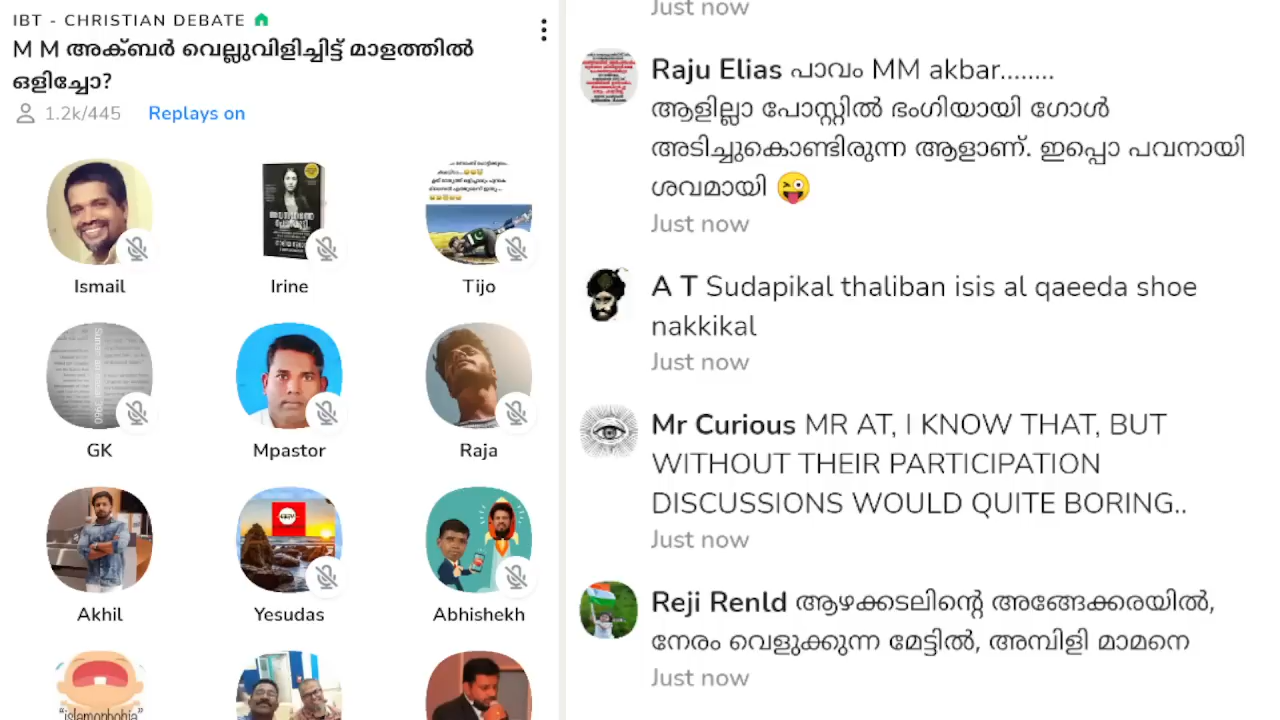 IBT - CHRISTIAN DEBATE
M M അക്ബർ വെല്ലുവിളിച്ചിട്ട് മാളത്തിൽ
ഒളിച്ചോ?
1.2k/445 Replays on
Ismail
Irine
Tijo
GK
Mpastor
Raja
Akhil
Yesudas
Abhishekh
"islamophobia"
Just now
Raju Elias പാവം MM akbar........
ആളില്ലാ പോസ്റ്റിൽ ഭംഗിയായി ഗോൾ
അടിച്ചുകൊണ്ടിരുന്ന ആളാണ്. ഇപ്പൊ പവനായി
ശവമായി 😜
Just now
A T Sudapikal thaliban isis al qaeeda shoe
nakkikal
Just now
Mr Curious MR AT, I KNOW THAT, BUT
WITHOUT THEIR PARTICIPATION
DISCUSSIONS WOULD QUITE BORING..
Just now
Reji Renld ആഴക്കടലിന്റെ അങ്ങേക്കരയിൽ,
നേരം വെളുക്കുന്ന മേട്ടിൽ, അമ്പിളി മാമനെ
Just now